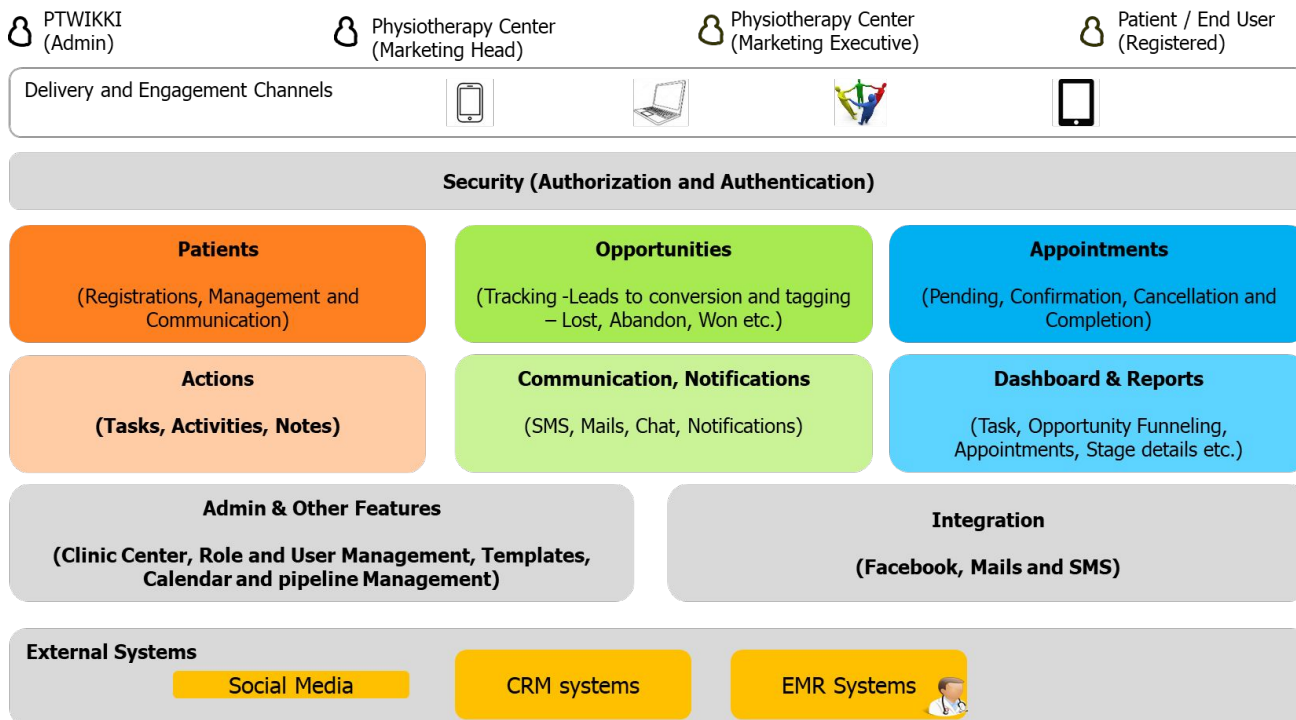 PTWIKKI
(Admin)
Physiotherapy Center
(Marketing Head)
Physiotherapy Center
(Marketing Executive)
Patient / End User
(Registered)
Delivery and Engagement Channels
Security (Authorization and Authentication)
Patients
(Registrations, Management and
Communication)
Opportunities
(Tracking -Leads to conversion and tagging
– Lost, Abandon, Won etc.)
Appointments
(Pending, Confirmation, Cancellation and
Completion)
Actions
(Tasks, Activities, Notes)
Communication, Notifications
(SMS, Mails, Chat, Notifications)
Dashboard & Reports
(Task, Opportunity Funneling,
Appointments, Stage details etc.)
Admin & Other Features
(Clinic Center, Role and User Management, Templates,
Calendar and pipeline Management)
Integration
(Facebook, Mails and SMS)
External Systems
Social Media
CRM systems
EMR Systems